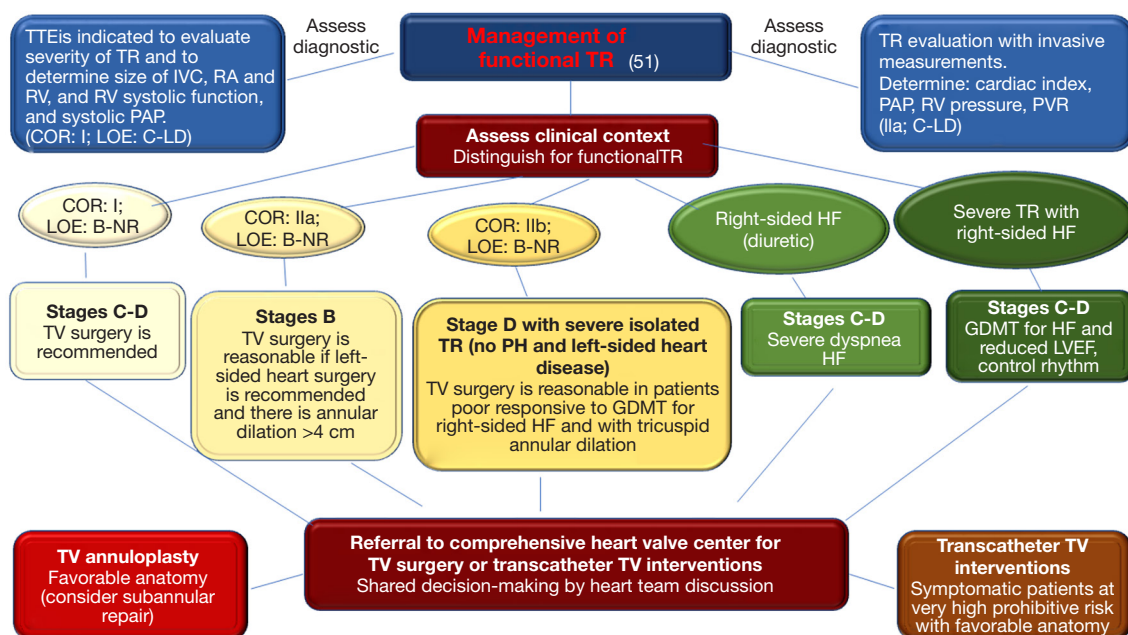 TTEis indicated to evaluate
severity of TR and to
determine size of IVC, RA and
RV, and RV systolic function,
and systolic PAP.
(COR: I; LOE: C-LD)
Assess
diagnostic
Management of
functional TR (51)
Assess
diagnostic
TR evaluation with invasive
measurements.
Determine: cardiac index,
PAP, RV pressure, PVR
(IIa; C-LD)
Assess clinical context
Distinguish for functionalTR
COR: I;
LOE: B-NR
COR: IIa;
LOE: B-NR
COR: IIb;
LOE: B-NR
Right-sided HF
(diuretic)
Severe TR with
right-sided HF
Stages C-D
TV surgery is
recommended
Stages B
TV surgery is
reasonable if left-
sided heart surgery
is recommended
and there is annular
dilation >4 cm
Stage D with severe isolated
TR (no PH and left-sided heart
disease)
TV surgery is reasonable in patients
poor responsive to GDMT for
right-sided HF and with tricuspid
annular dilation
Stages C-D
Severe dyspnea
HF
Stages C-D
GDMT for HF and
reduced LVEF,
control rhythm
TV annuloplasty
Favorable anatomy
(consider subannular
repair)
Referral to comprehensive heart valve center for
TV surgery or transcatheter TV interventions
Shared decision-making by heart team discussion
Transcatheter TV
interventions
Symptomatic patients at
very high prohibitive risk
with favorable anatomy